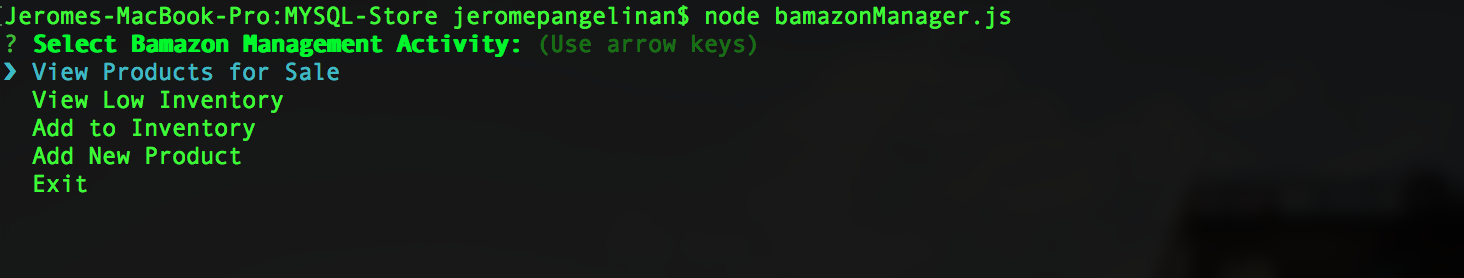 [Jeromes-MacBook-Pro:MYSQL-Store jeromepangelinan$ node bamazonManager.js
? Select Bamazon Management Activity: (Use arrow keys)
❯ View Products for Sale
View Low Inventory
Add to Inventory
Add New Product
Exit